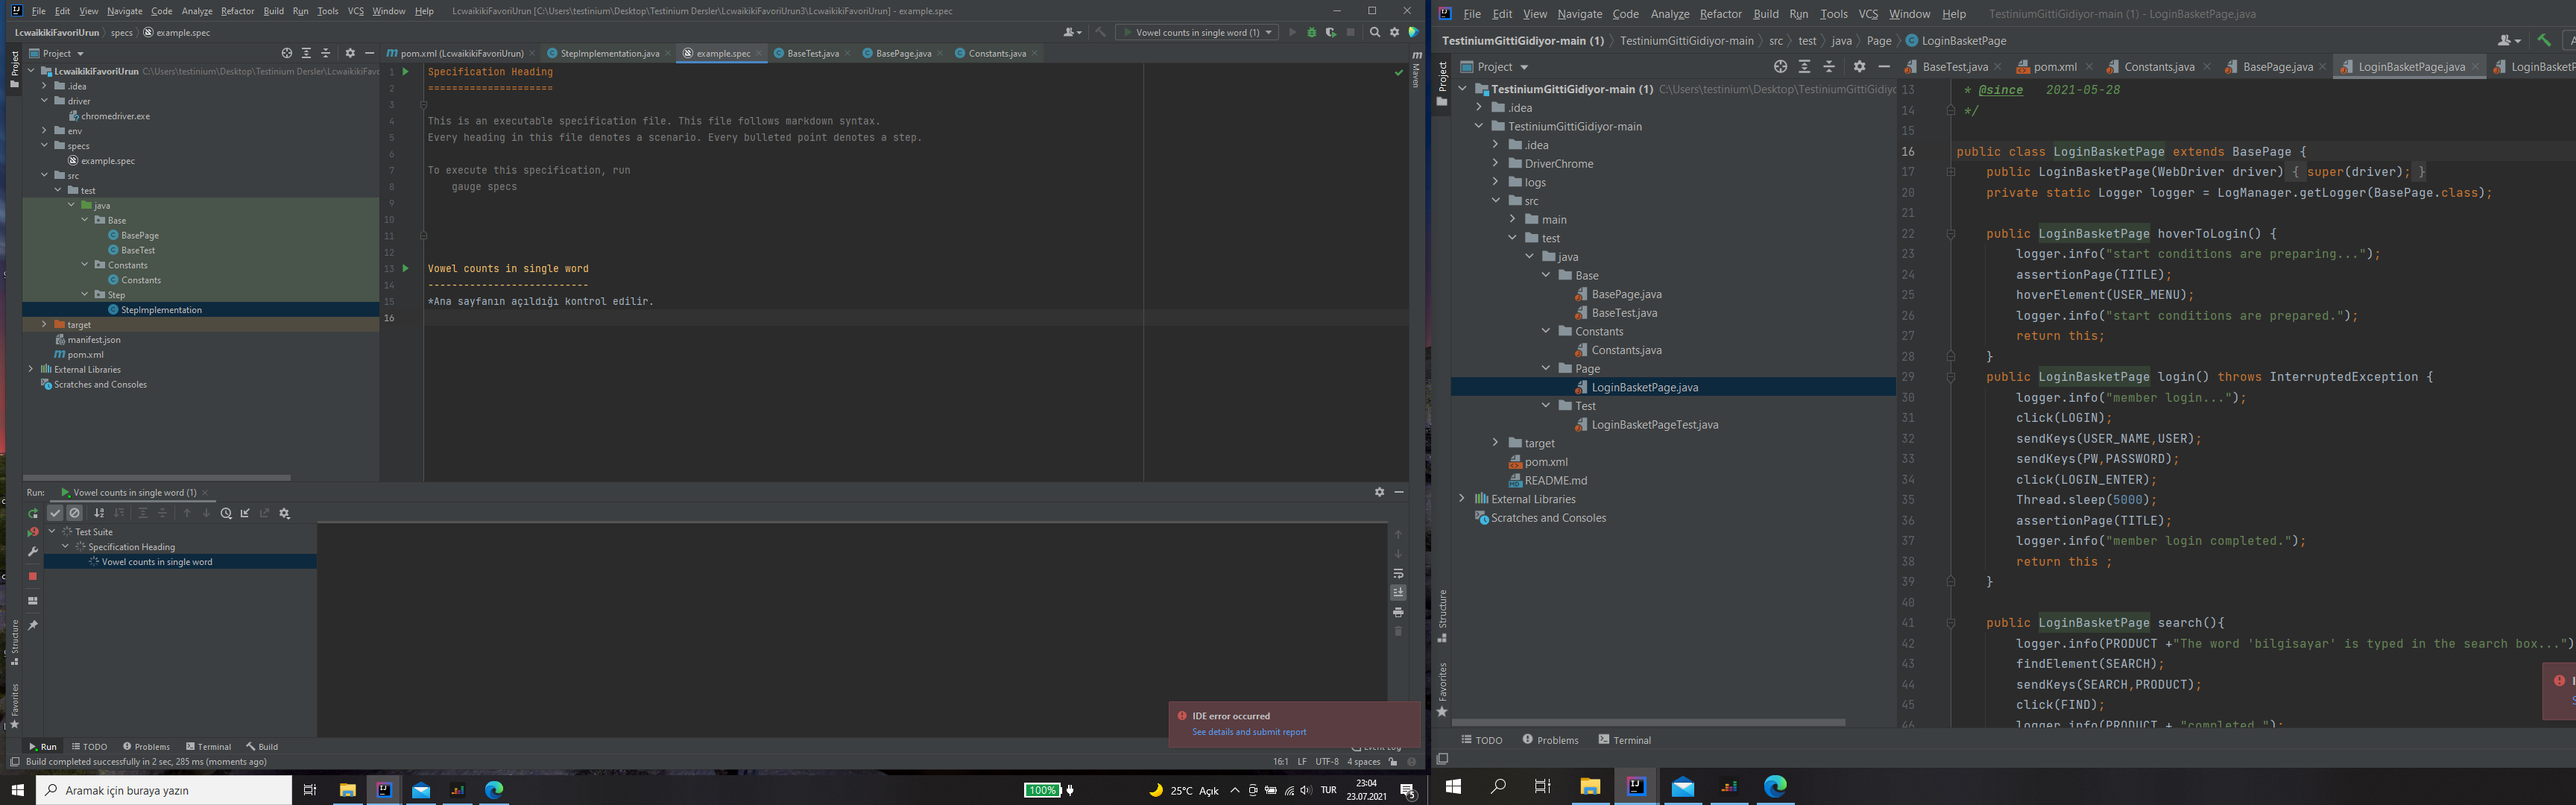 File Edit View Navigate Code Analyze Refactor Build Run Tools VCS Window Help LcwaikikiFavoriUrun [C:\Users\testinium\Desktop\Testinium Dersler\LcwaikikiFavoriUrun3\LcwaikikiFavoriUrun] - example.spec
LcwaikikiFavoriUrun specs example.spec
Vowel counts in single word (1)
Project
Project
LcwaikikiFavoriUrun C:\Users\testinium\Desktop\Testinium Dersler\LcwaikikiFavo
.idea
driver
chromedriver.exe
env
specs
example.spec
src
test
java
Base
BasePage
BaseTest
Constants
Constants
Step
StepImplementation
target
manifest.json
pom.xml
External Libraries
Scratches and Consoles
pom.xml (LcwaikikiFavoriUrun) StepImplementation.java example.spec BaseTest.java BasePage.java Constants.java
Maven
1 Specification Heading
2 =====================
3
4 This is an executable specification file. This file follows markdown syntax.
5 Every heading in this file denotes a scenario. Every bulleted point denotes a step.
6
7 To execute this specification, run
8 gauge specs
9
10
11
12
13 Vowel counts in single word
14 ---------------------------
15 *Ana sayfanın açıldığı kontrol edilir.
16
Run: Vowel counts in single word (1)
Test Suite
Specification Heading
Vowel counts in single word
Structure
Favorites
IDE error occurred
See details and submit report
Run TODO Problems Terminal Build
Build completed successfully in 2 sec, 285 ms (moments ago)
16:1 LF UTF-8 4 spaces
Aramak için buraya yazın
100%
25°C Açık
TUR
23:04
23.07.2021
5
File Edit View Navigate Code Analyze Refactor Build Run Tools VCS Window Help TestiniumGittiGidiyor-main (1) - LoginBasketPage.java
TestiniumGittiGidiyor-main (1) TestiniumGittiGidiyor-main src test java Page LoginBasketPage
Project
Project
TestiniumGittiGidiyor-main (1) C:\Users\testinium\Desktop\TestiniumGittiGidiyo
.idea
TestiniumGittiGidiyor-main
.idea
DriverChrome
logs
src
main
test
java
Base
BasePage.java
BaseTest.java
Constants
Constants.java
Page
LoginBasketPage.java
Test
LoginBasketPageTest.java
target
pom.xml
README.md
External Libraries
Scratches and Consoles
BaseTest.java pom.xml Constants.java BasePage.java LoginBasketPage.java LoginBasketP
13 * @since 2021-05-28
14 */
15
16 public class LoginBasketPage extends BasePage {
17 public LoginBasketPage(WebDriver driver) { super(driver); }
20 private static Logger logger = LogManager.getLogger(BasePage.class);
21
22 public LoginBasketPage hoverToLogin() {
23 logger.info("start conditions are preparing...");
24 assertionPage(TITLE);
25 hoverElement(USER_MENU);
26 logger.info("start conditions are prepared.");
27 return this;
28 }
29 public LoginBasketPage login() throws InterruptedException {
30 logger.info("member login...");
31 click(LOGIN);
32 sendKeys(USER_NAME,USER);
33 sendKeys(PW,PASSWORD);
34 click(LOGIN_ENTER);
35 Thread.sleep(5000);
36 assertionPage(TITLE);
37 logger.info("member login completed.");
38 return this ;
39 }
40
41 public LoginBasketPage search(){
42 logger.info(PRODUCT +"The word 'bilgisayar' is typed in the search box...")
43 findElement(SEARCH);
44 sendKeys(SEARCH,PRODUCT);
45 click(FIND);
46 logger.info(PRODUCT + "completed.");
Structure
Favorites
TODO Problems Terminal